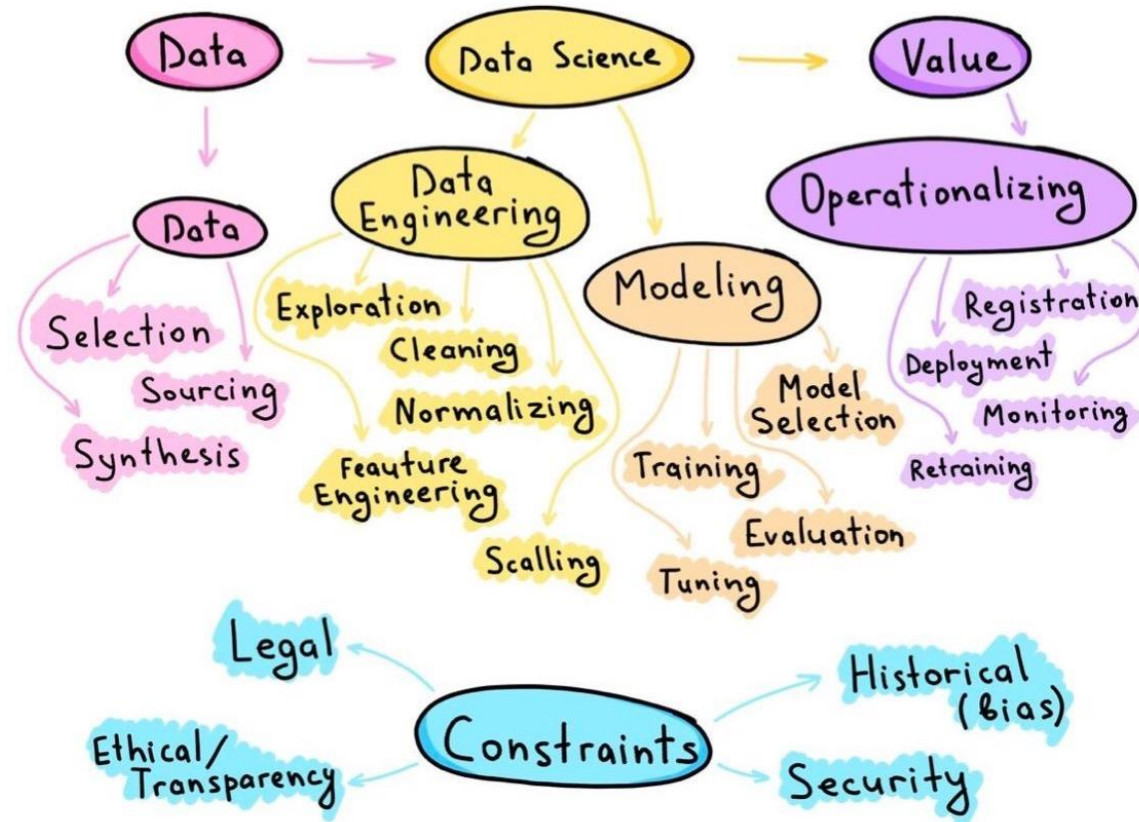 Data
Data Science
Value
Data
Engineering
Operationalizing
Data
Modeling
Exploration
Registration
Selection
Cleaning
Deployment
Sourcing
Normalizing
Model
Selection
Monitoring
Synthesis
Feauture
Engineering
Training
Retraining
Scalling
Evaluation
Tuning
Legal
Historical
(bias)
Constraints
Ethical/
Transparency
Security